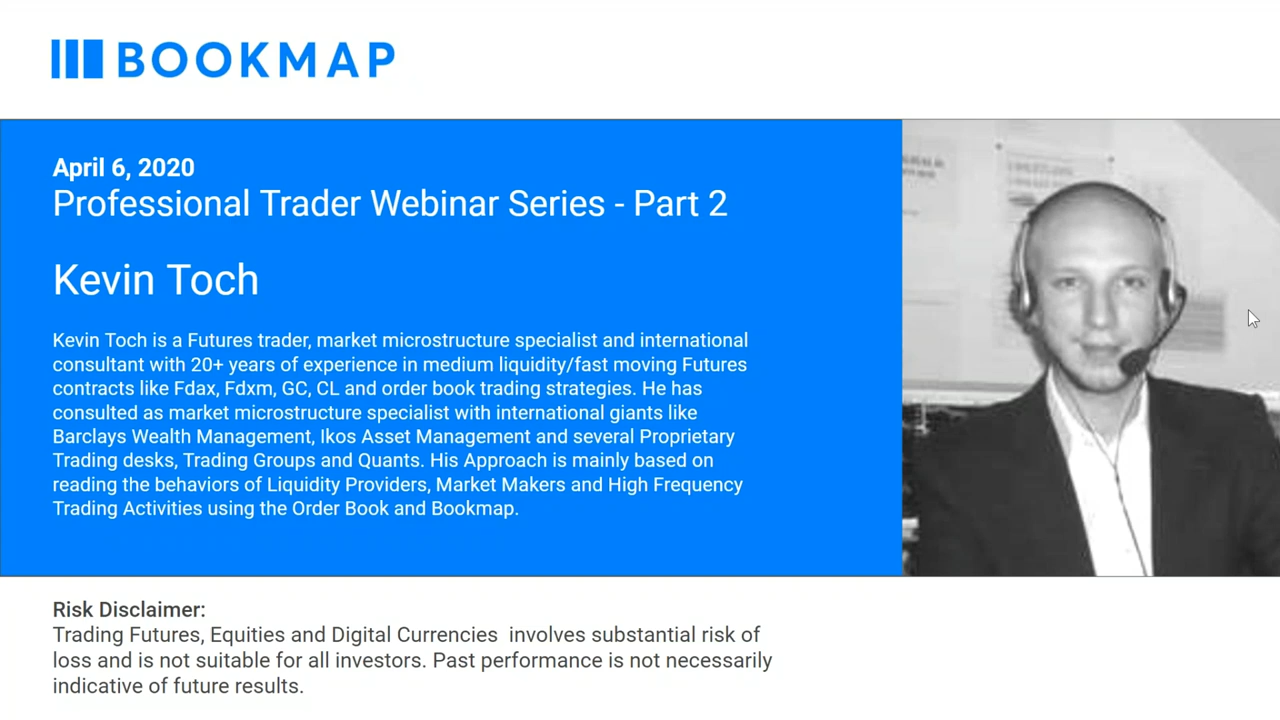 BOOKMAP
April 6, 2020
Professional Trader Webinar Series - Part 2
Kevin Toch
Kevin Toch is a Futures trader, market microstructure specialist and international
consultant with 20+ years of experience in medium liquidity/fast moving Futures
contracts like Fdax, Fdxm, GC, CL and order book trading strategies. He has
consulted as market microstructure specialist with international giants like
Barclays Wealth Management, Ikos Asset Management and several Proprietary
Trading desks, Trading Groups and Quants. His Approach is mainly based on
reading the behaviors of Liquidity Providers, Market Makers and High Frequency
Trading Activities using the Order Book and Bookmap.
Risk Disclaimer:
Trading Futures, Equities and Digital Currencies involves substantial risk of
loss and is not suitable for all investors. Past performance is not necessarily
indicative of future results.